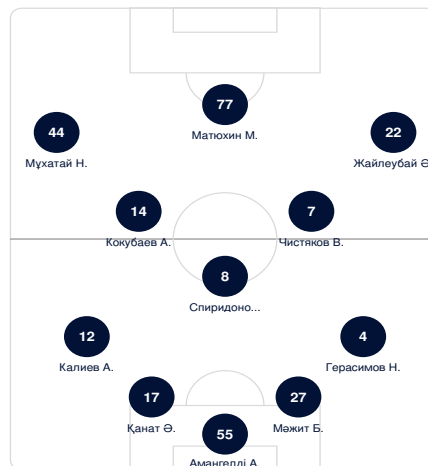 77
Матюхин М.
44
Мұхатай Н.
22
Жайлеубай Ә
14
Кокубаев А.
7
Чистяков В.
8
Спиридоно...
12
Калиев А.
4
Герасимов Н.
17
Қанат Ә.
27
Мәжит Б.
55
Амангелді А.